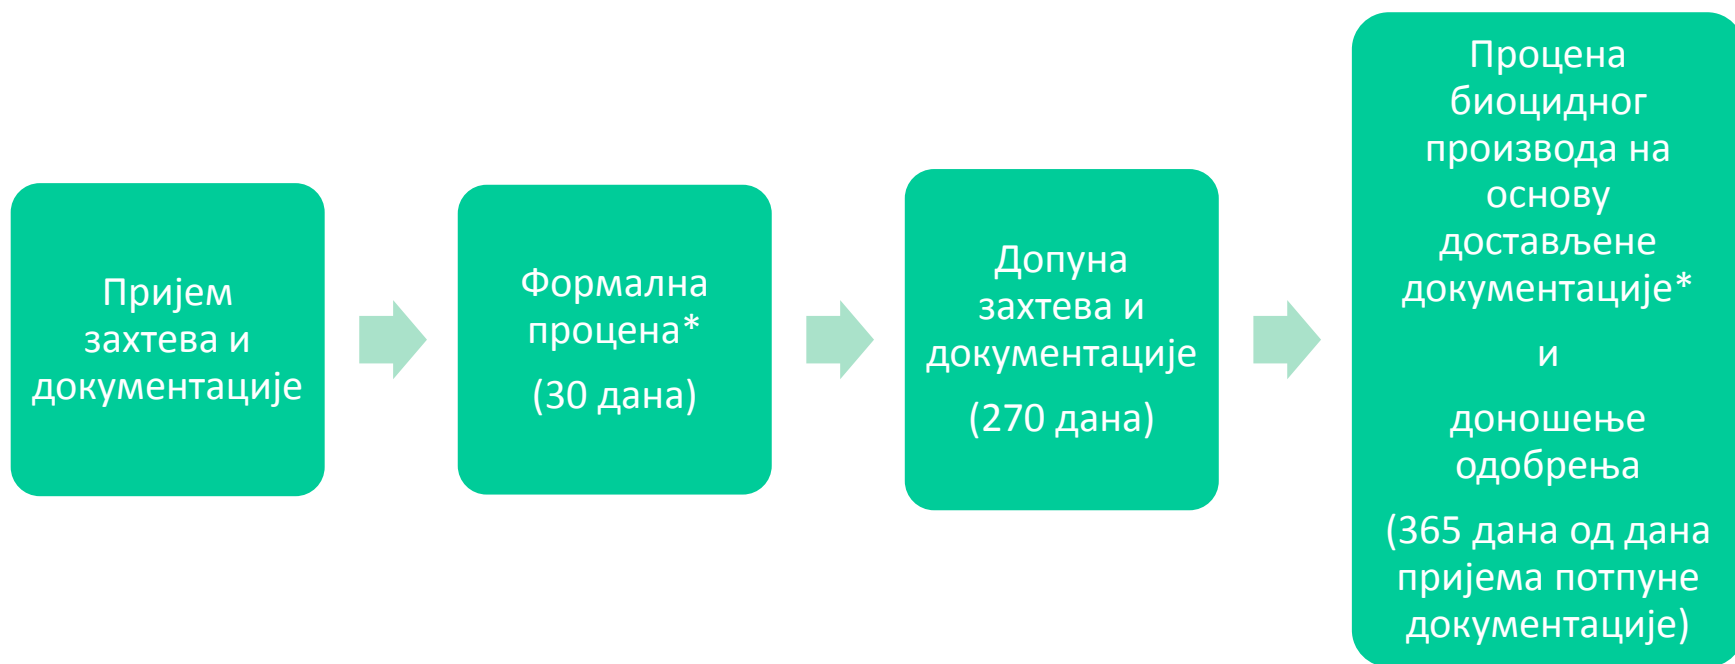 Пријем
захтева и
документације
Формална
процена*
(30 дана)
Допуна
захтева и
документације
(270 дана)
Процена
биоцидног
производа на
основу
достављене
документације*
и
доношење
одобрења
(365 дана од дана
пријема потпуне
документације)